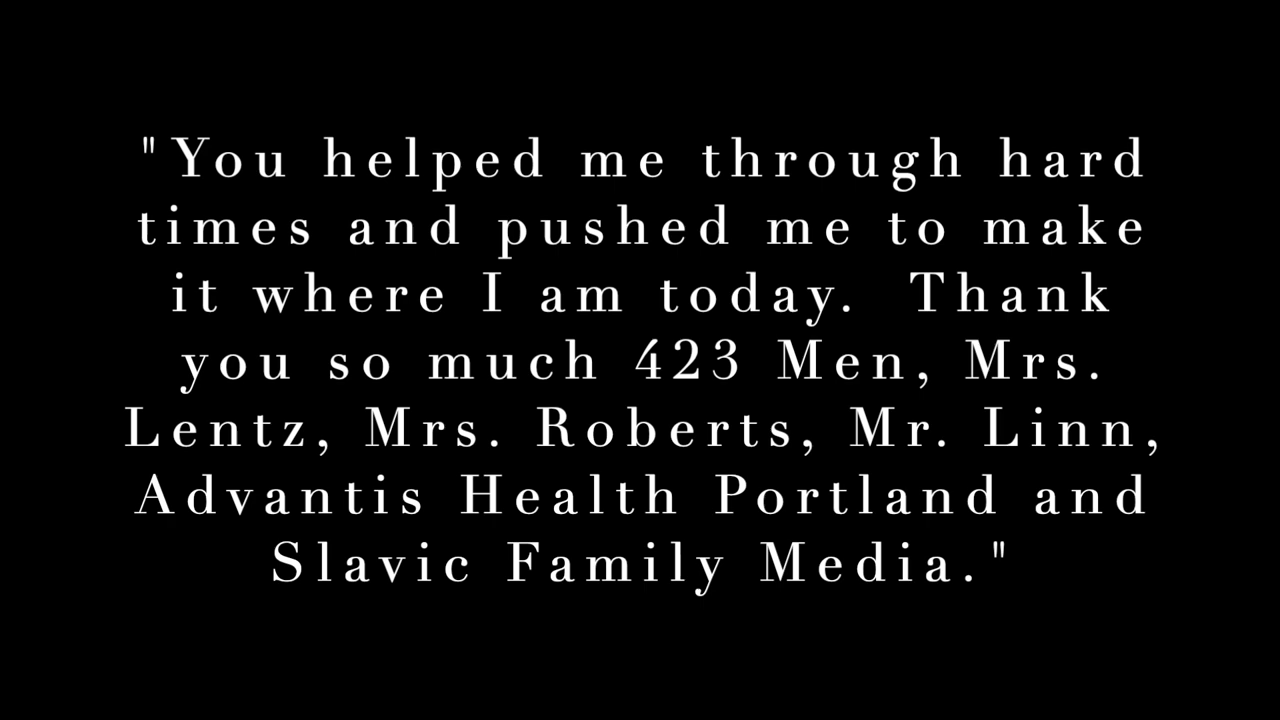 "You helped me through hard
times and pushed me to make
it where I am today.  Thank
you so much 423 Men, Mrs.
Lentz, Mrs. Roberts, Mr. Linn,
Advantis Health Portland and
Slavic Family Media."